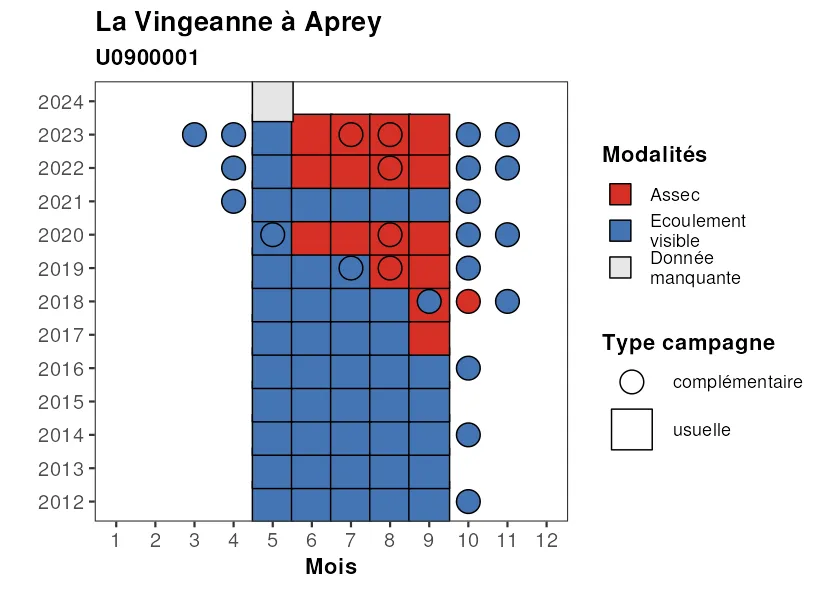 La Vingeanne à Aprey
U0900001
2024
2023
2022
2021
2020
2019
2018
2017
2016
2015
2014
2013
2012
1 2 3 4 5 6 7 8 9 10 11 12
Mois
Modalités
Assec
Ecoulement
visible
Donnée
manquante
Type campagne
complémentaire
usuelle